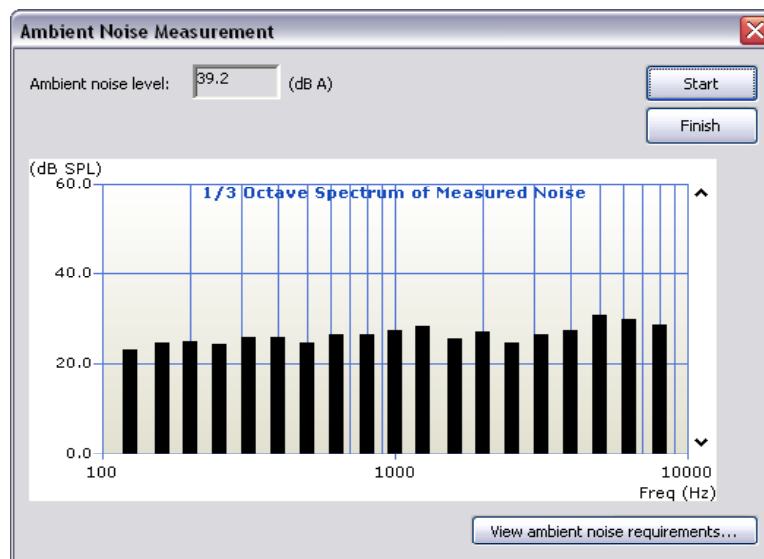 Ambient Noise Measurement
Ambient noise level: 39.2 (dB A)
Start
Finish
(dB SPL)
1/3 Octave Spectrum of Measured Noise
60.0
40.0
20.0
0.0
100 1000 10000
Freq (Hz)
View ambient noise requirements...